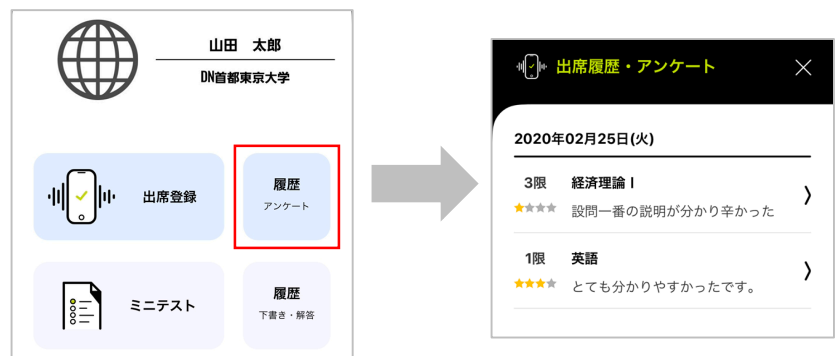 山田 太郎
DN首都東京大学
出席登録
履歴
アンケート
ミニテスト
履歴
下書き・解答
出席履歴・アンケート
2020年02月25日(火)
3限 経済理論Ⅰ
設問一番の説明が分かり辛かった
1限 英語
とても分かりやすかったです。